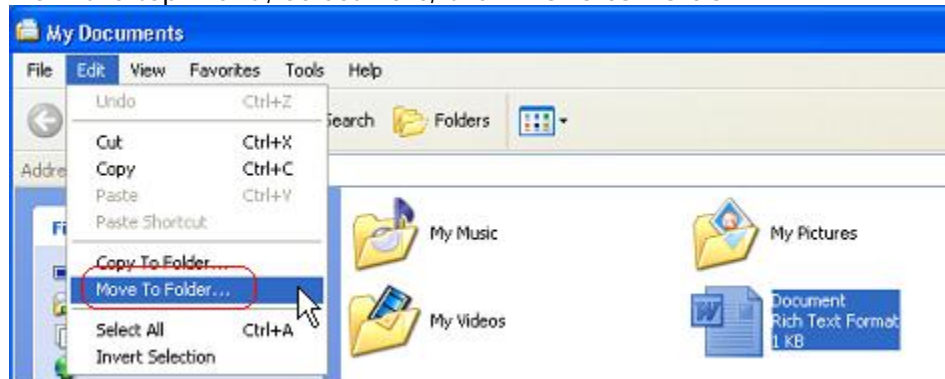 My Documents
File Edit View Favorites Tools Help
Undo Ctrl+Z
Search Folders
Cut Ctrl+X
Addre Copy Ctrl+C
Paste Ctrl+V
Fi Paste Shortcut
My Music My Pictures
Copy To Folder...
Move To Folder...
Document
Select All Ctrl+A My Videos Rich Text Format
1 KB
Invert Selection